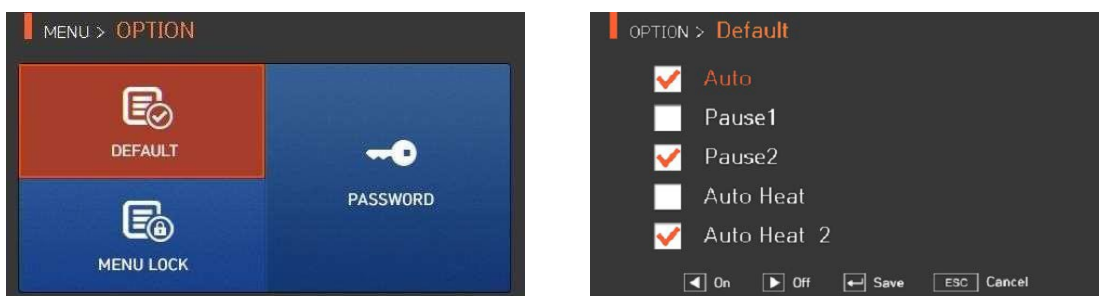 MENU > OPTION
DEFAULT
PASSWORD
MENU LOCK
OPTION > Default
Auto
Pause1
Pause2
Auto Heat
Auto Heat 2
On Off Save ESC Cancel